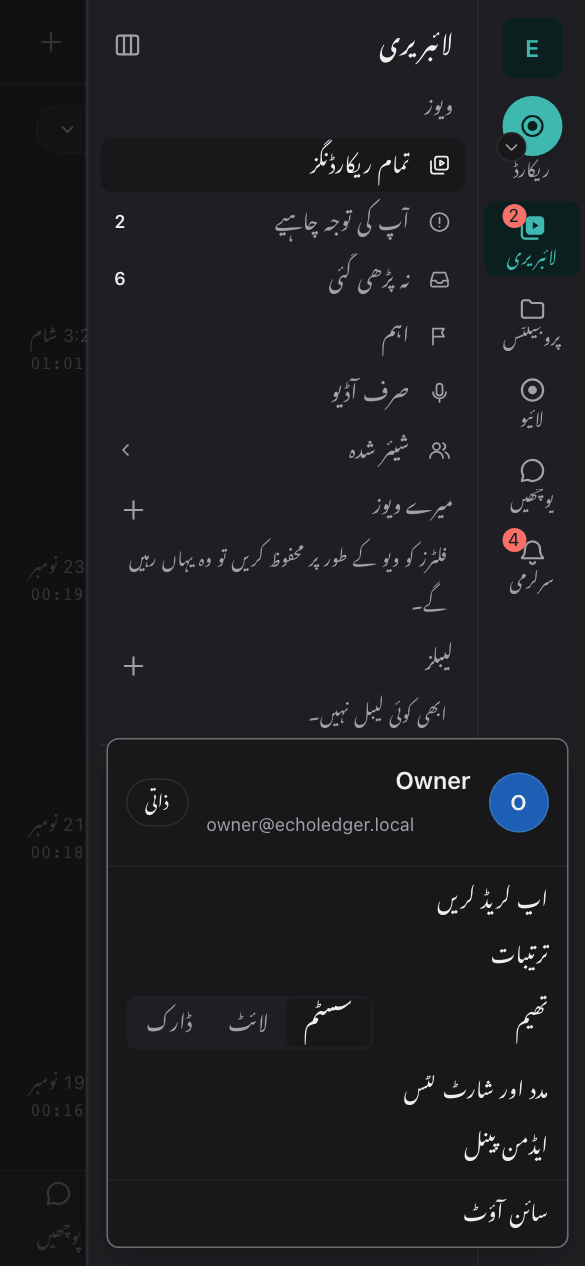 E
ریکارڈ
2
لائبریری
پروجیکٹس
لائیو
پوچھیں
4
سرگرمی
لائبریری
ویوز
تمام ریکارڈنگز
آپ کی توجہ چاہیے 2
نہ پڑھی گئی 6
اہم
صرف آڈیو
شیئر شدہ
میرے ویوز
فلٹرز کو ویو کے طور پر محفوظ کریں تو وہ یہاں رہیں
گے۔
لیبلز
ابھی کوئی لیبل نہیں۔
Owner
owner@echoledger.local
ذاتی
O
اپ گریڈ کریں
ترتیبات
تھیم
سسٹم لائٹ ڈارک
مدد اور شارٹ کٹس
ایڈمن پینل
سائن آؤٹ
3:2 شام
01:01
23 نومبر
00:19
21 نومبر
00:18
19 نومبر
00:16
پوچھیں